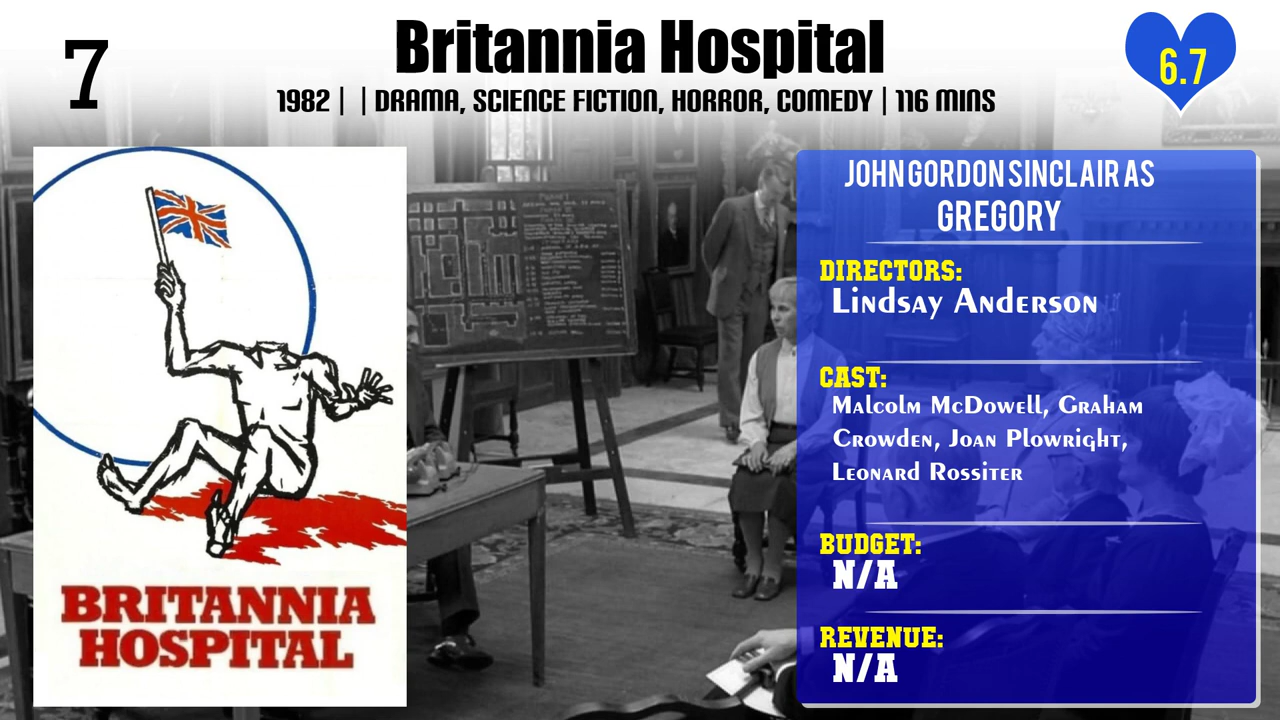 7
Britannia Hospital
1982 | | DRAMA, SCIENCE FICTION, HORROR, COMEDY | 116 MINS
6.7
BRITANNIA
HOSPITAL
JOHN GORDON SINCLAIR AS
GREGORY
DIRECTORS:
Lindsay Anderson
CAST:
Malcolm McDowell, Graham
Crowden, Joan Plowright,
Leonard Rossiter
BUDGET:
N/A
REVENUE:
N/A